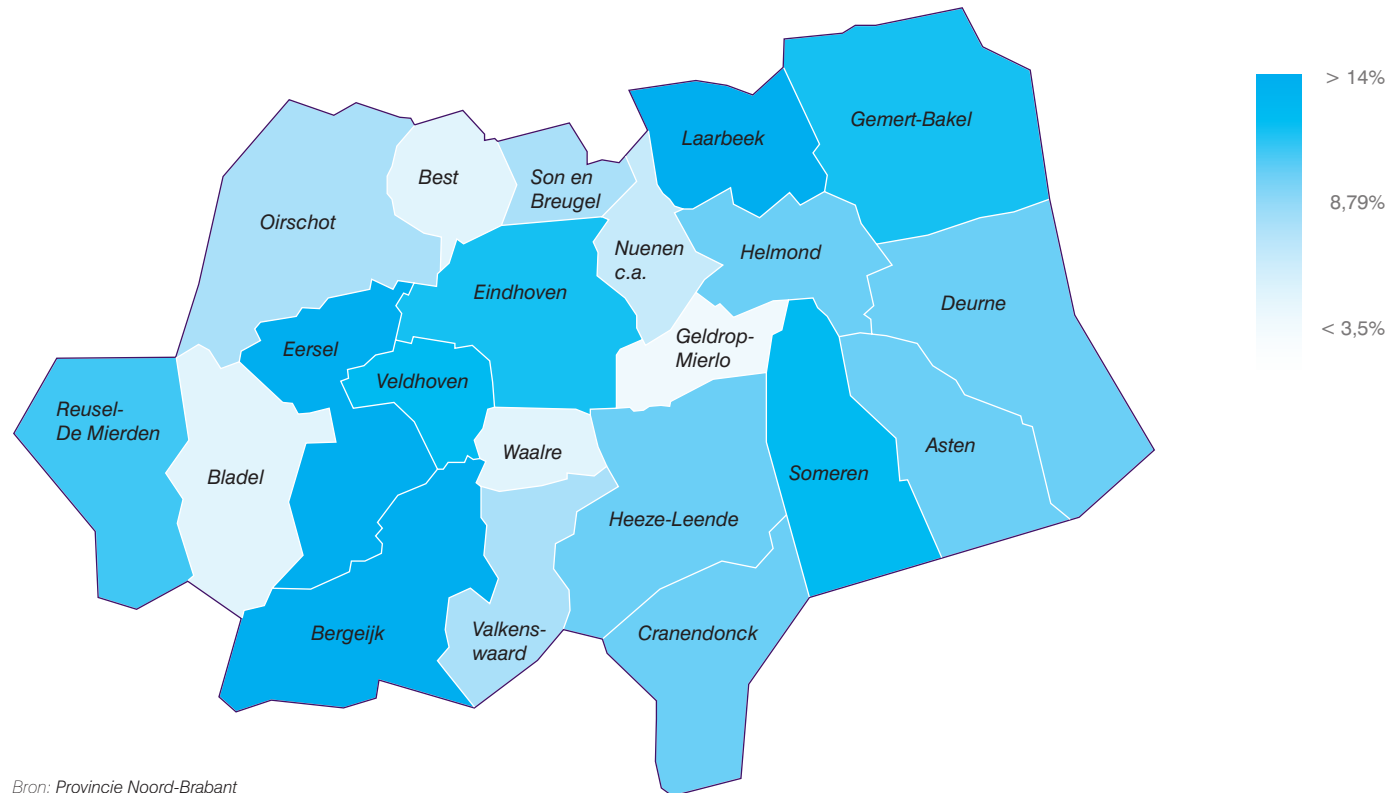 > 14%
8,79%
< 3,5%
Laarbeek
Gemert-Bakel
Best
Son en
Breugel
Oirschot
Nuenen
c.a.
Helmond
Eindhoven
Deurne
Eersel
Geldrop-
Mierlo
Veldhoven
Reusel-
De Mierden
Waalre
Asten
Bladel
Someren
Heeze-Leende
Bergeijk
Valkens-
waard
Cranendonck
Bron: Provincie Noord-Brabant